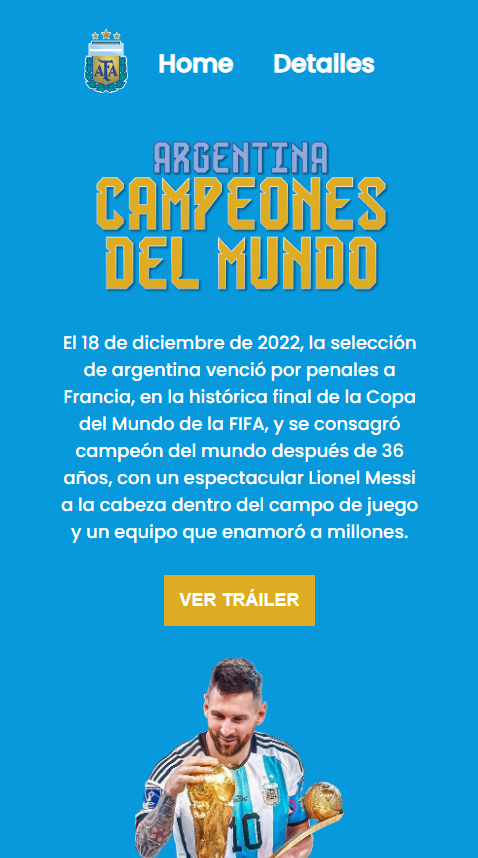 AFA
Home Detalles
ARGENTINA
CAMPEONES
DEL MUNDO
El 18 de diciembre de 2022, la selección
de argentina venció por penales a
Francia, en la histórica final de la Copa
del Mundo de la FIFA, y se consagró
campeón del mundo después de 36
años, con un espectacular Lionel Messi
a la cabeza dentro del campo de juego
y un equipo que enamoró a millones.
VER TRÁILER
10